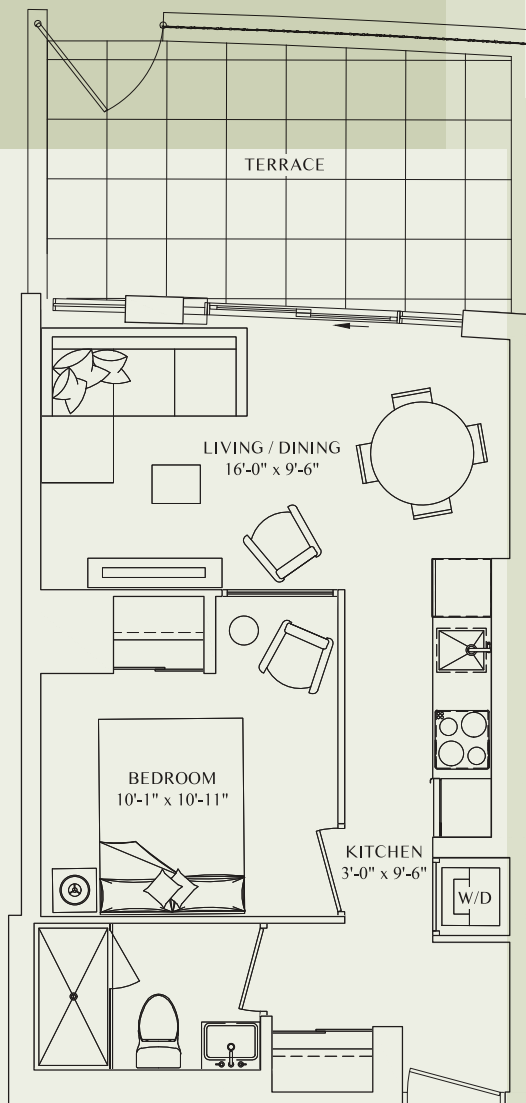 TERRACE
LIVING / DINING
16'-0" x 9'-6"
BEDROOM
10'-1" x 10'-11"
KITCHEN
3'-0" x 9'-6"
W/D